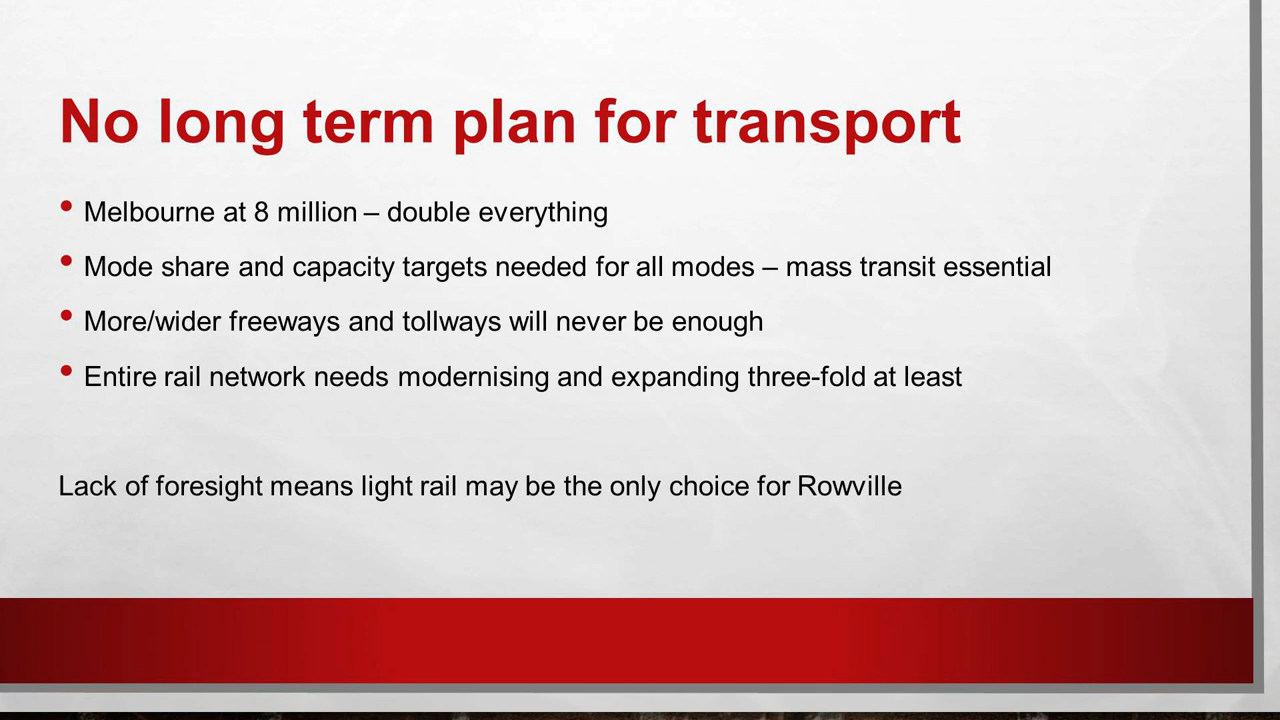 No long term plan for transport
• Melbourne at 8 million – double everything
• Mode share and capacity targets needed for all modes – mass transit essential
• More/wider freeways and tollways will never be enough
• Entire rail network needs modernising and expanding three-fold at least
Lack of foresight means light rail may be the only choice for Rowville